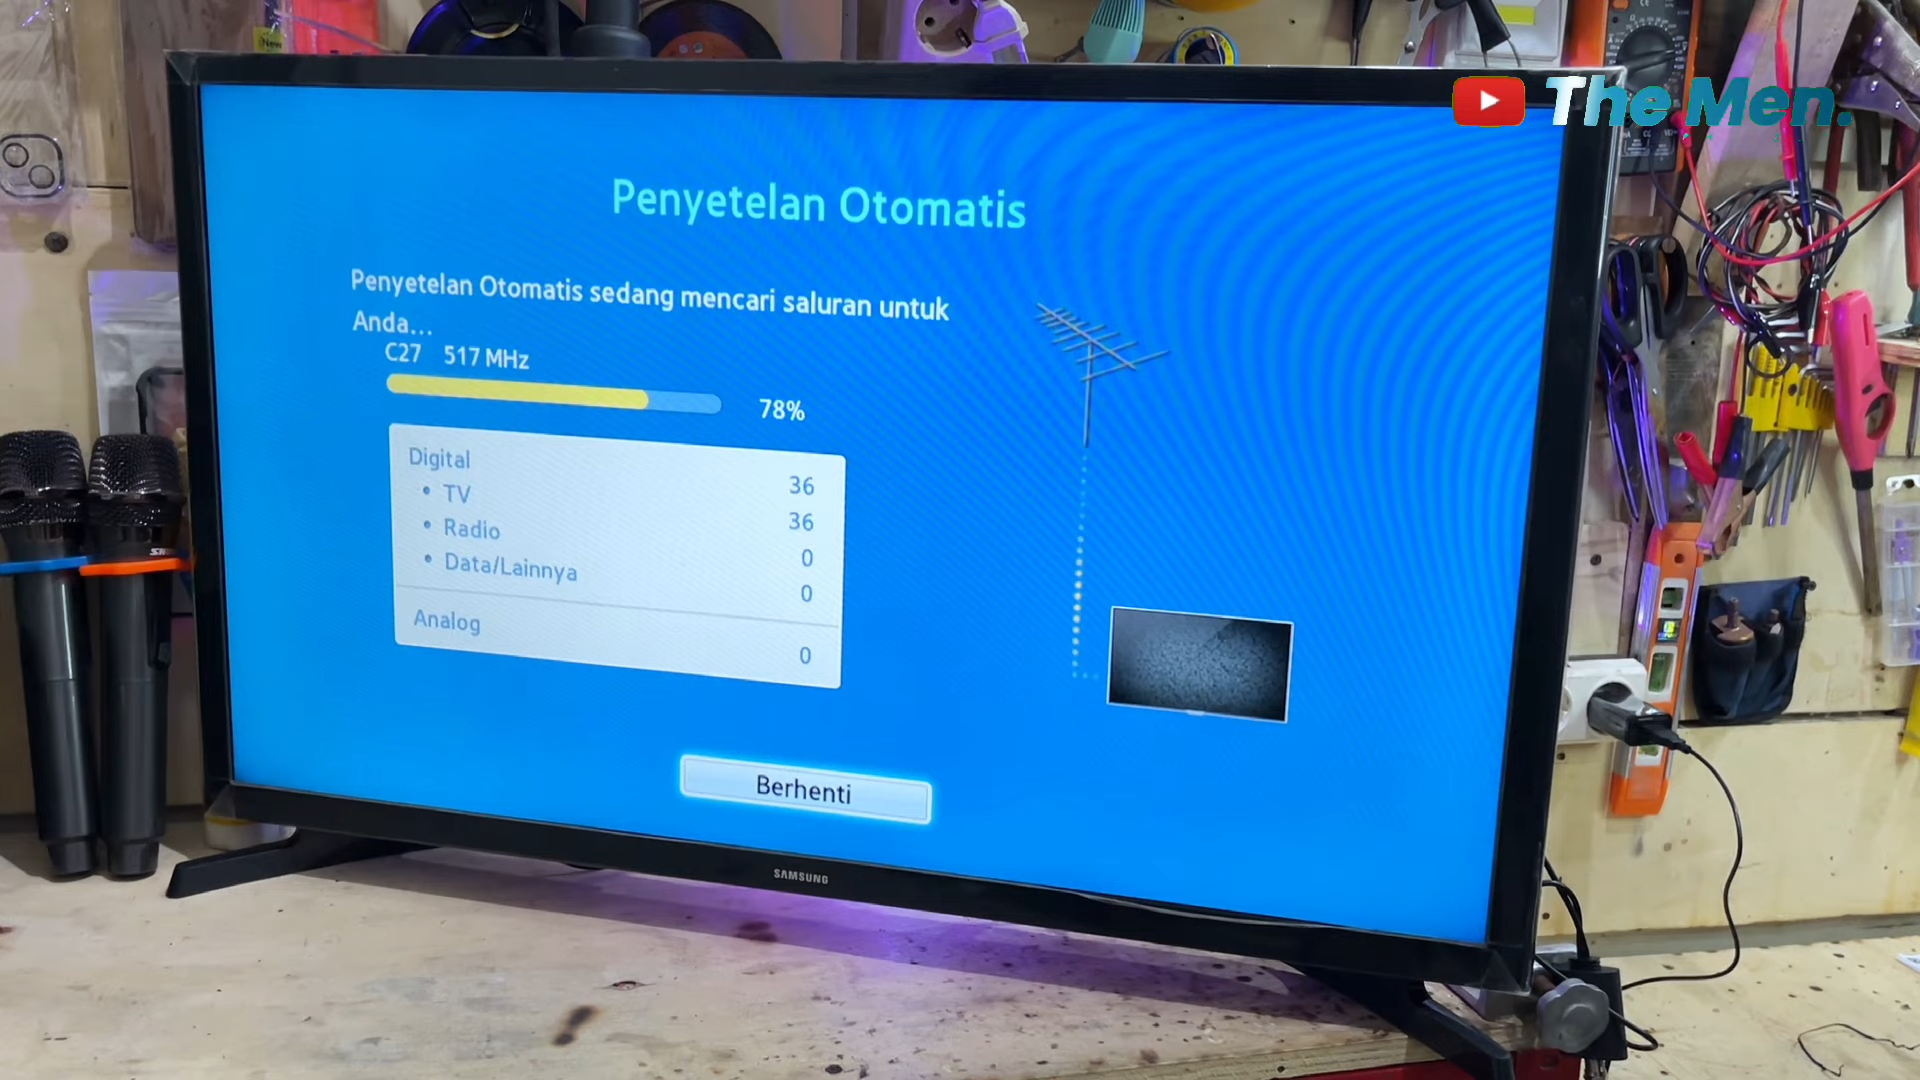 New
The Men.
Penyetelan Otomatis
Penyetelan Otomatis sedang mencari saluran untuk
Anda...
C27 517 MHz
78%
Digital 36
• TV 36
• Radio 0
• Data/Lainnya 0
Analog 0
Berhenti
SAMSUNG